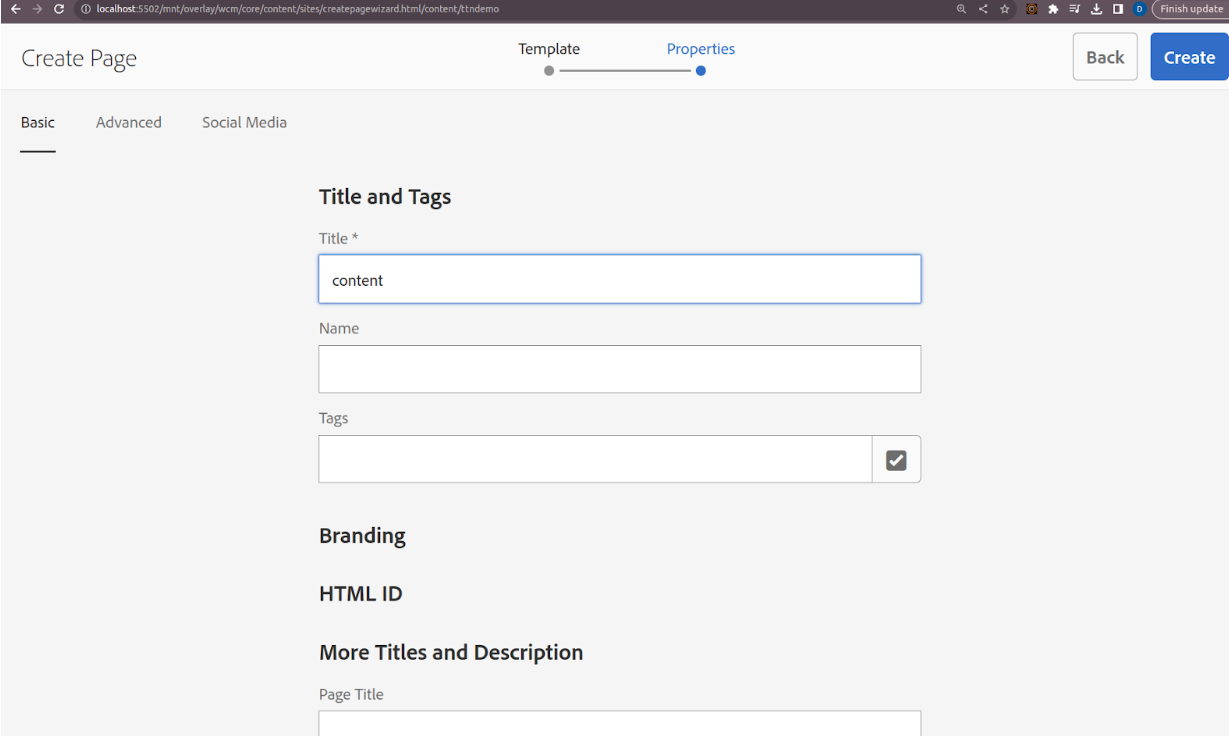 localhost:5502/mnt/overlay/wcm/core/content/sites/createpagewizard.html/content/ttndemo
D
Finish update
Create Page
Template
Properties
Back
Create
Basic
Advanced
Social Media
Title and Tags
Title *
content
Name
Tags
Branding
HTML ID
More Titles and Description
Page Title